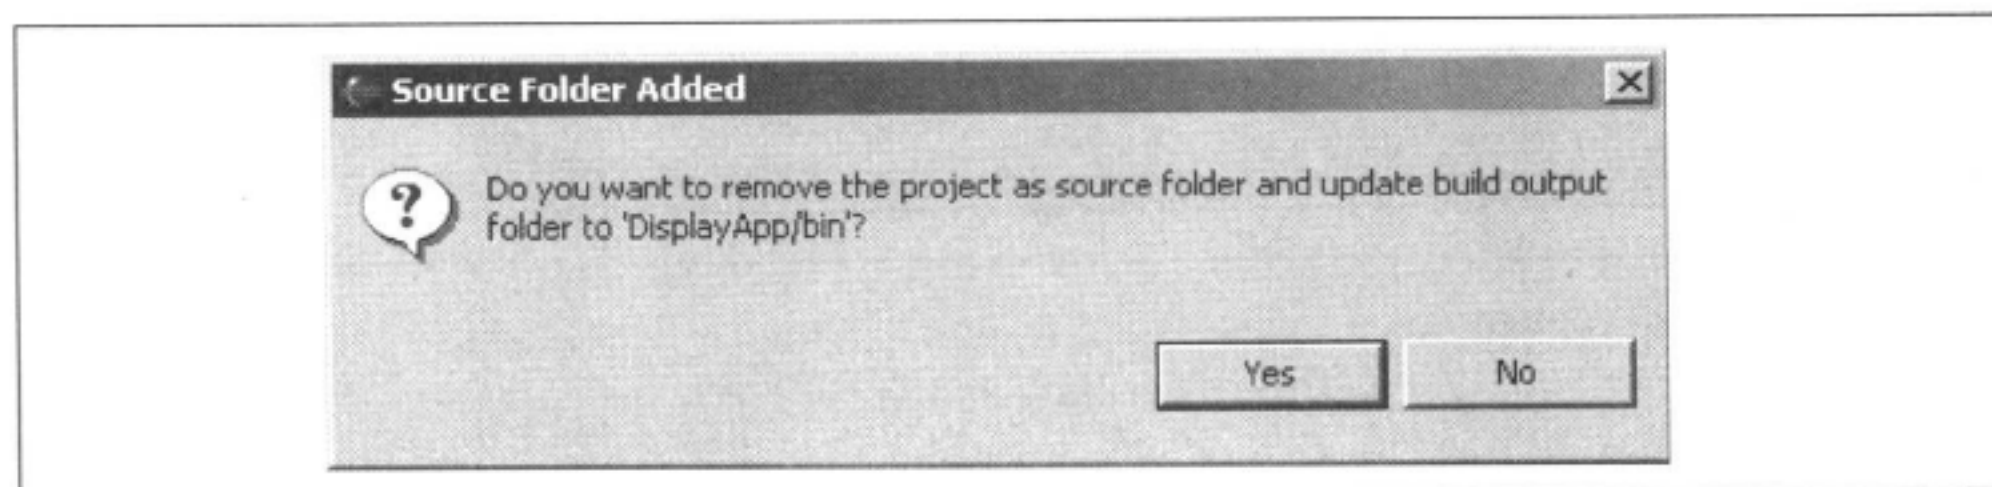 Source Folder Added
Do you want to remove the project as source folder and update build output
folder to 'DisplayApp/bin'?
Yes No